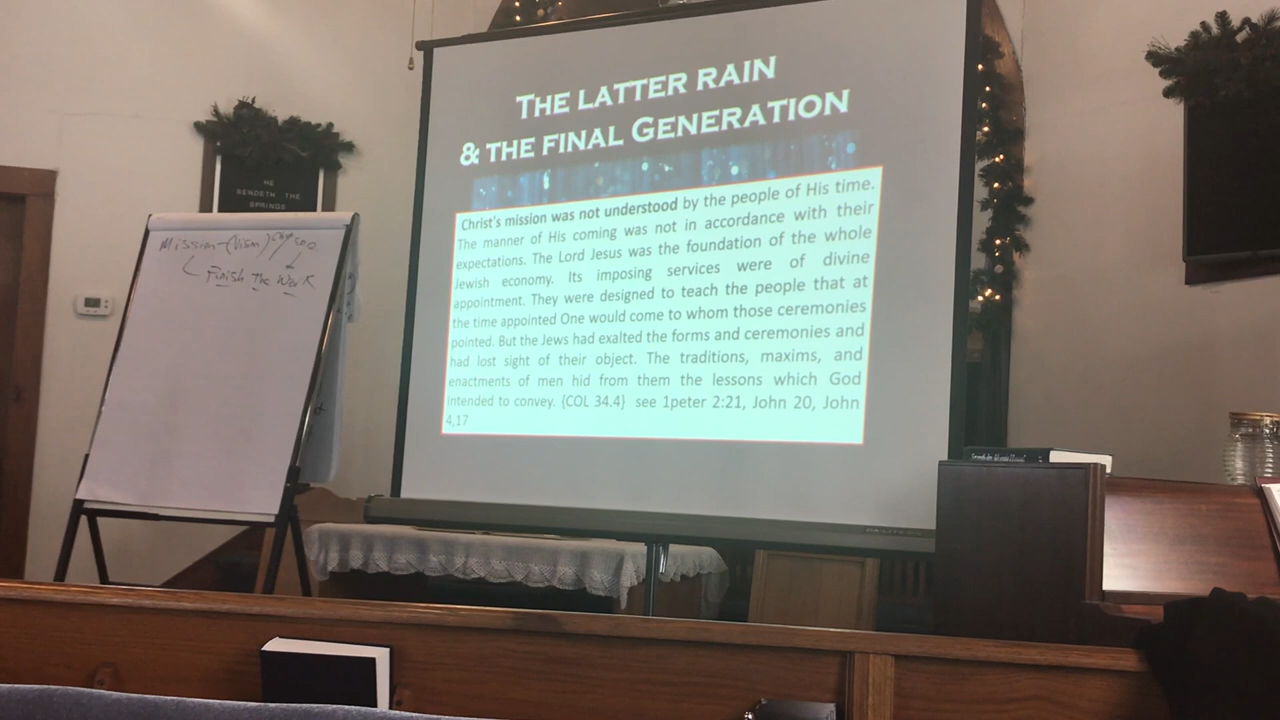 THE LATTER RAIN
& THE FINAL GENERATION
Christ's mission was not understood by the people of His time.
The manner of His coming was not in accordance with their
expectations. The Lord Jesus was the foundation of the whole
Jewish economy. Its imposing services were of divine
appointment. They were designed to teach the people that at
the time appointed One would come to whom those ceremonies
pointed. But the Jews had exalted the forms and ceremonies and
had lost sight of their object. The traditions, maxims, and
enactments of men hid from them the lessons which God
intended to convey. {COL 34.4} see 1peter 2:21, John 20, John
4,17
HE
SENDETH THE
SPRINGS
Mission
Finish The Work